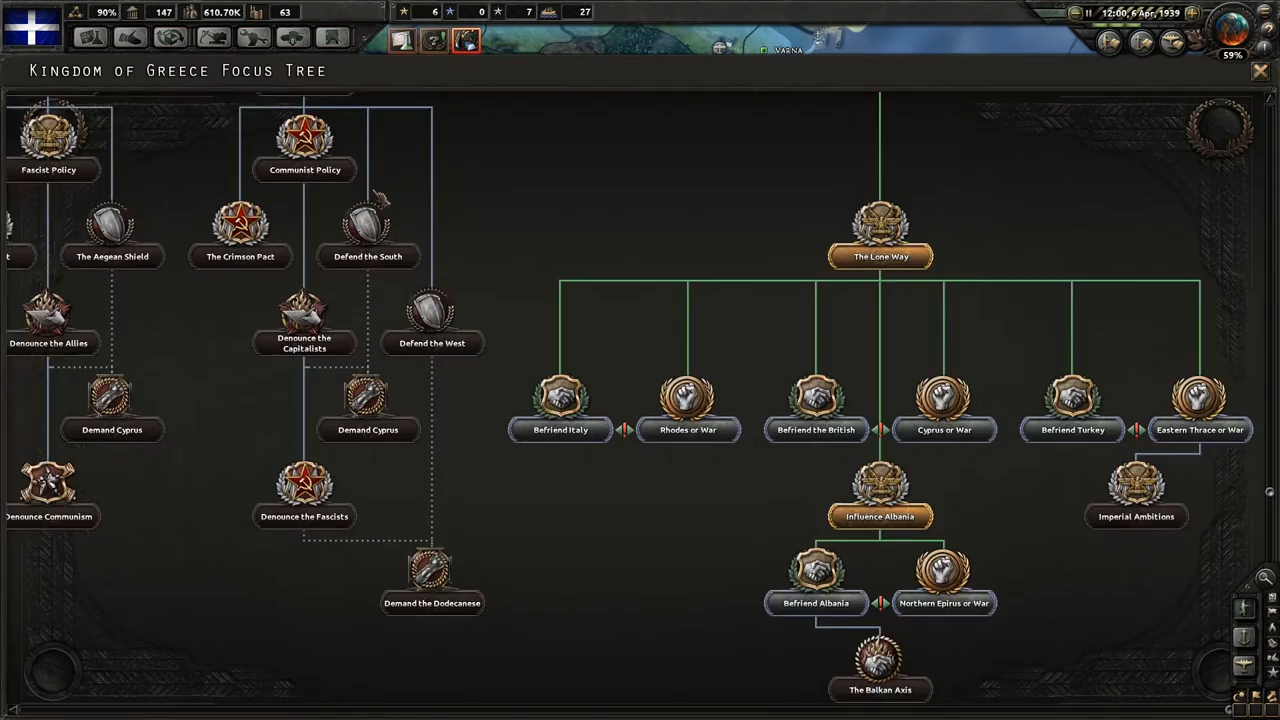 90%
147
610.70K
63
6
0
7
27
12:00, 6 Apr, 1939
VARNA
59%
Kingdom of Greece Focus Tree
Fascist Policy
Communist Policy
The Aegean Shield
The Crimson Pact
Defend the South
The Lone Way
Denounce the Allies
Denounce the
Capitalists
Defend the West
Demand Cyprus
Demand Cyprus
Befriend Italy
Rhodes or War
Befriend the British
Cyprus or War
Befriend Turkey
Eastern Thrace or War
Denounce Communism
Denounce the Fascists
Influence Albania
Imperial Ambitions
Demand the Dodecanese
Befriend Albania
Northern Epirus or War
The Balkan Axis